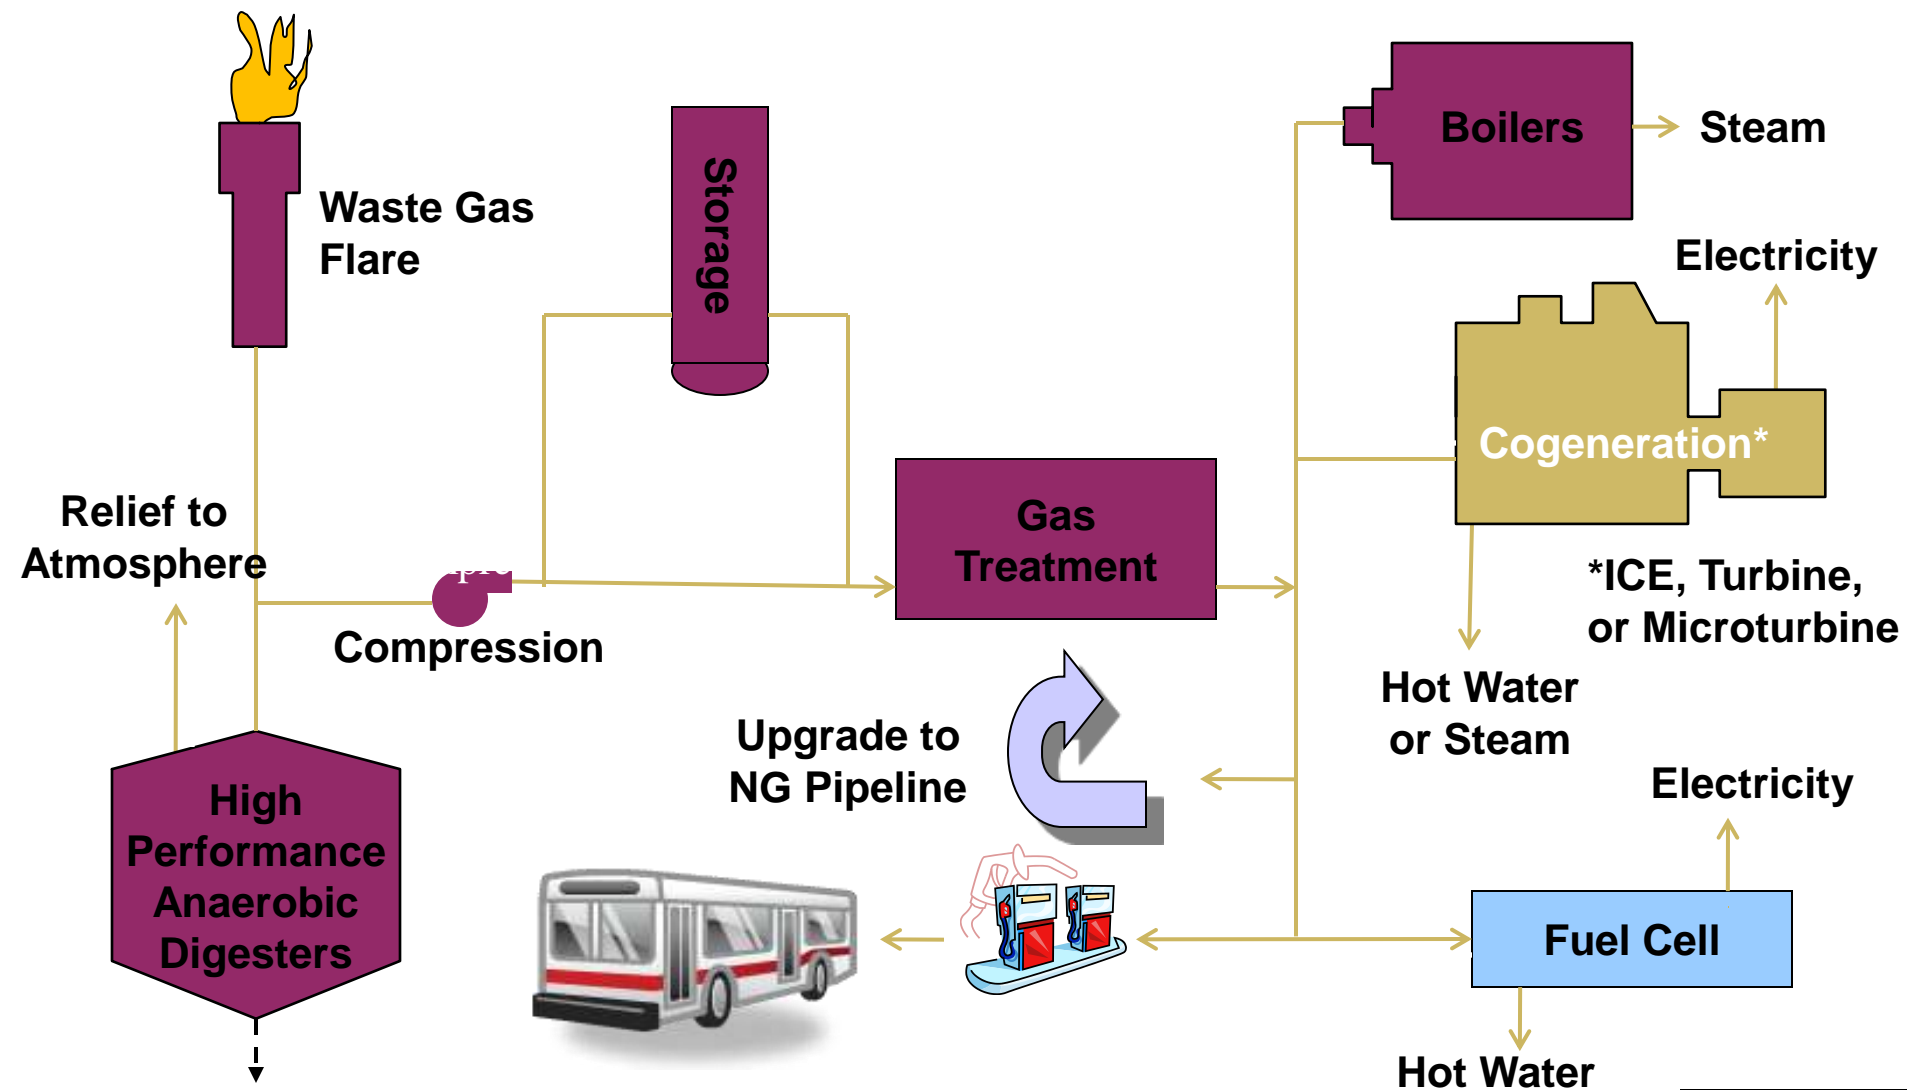 Waste Gas
Flare
Storage
Boilers
Steam
Electricity
Cogeneration*
*ICE, Turbine,
or Microturbine
Hot Water
or Steam
Relief to
Atmosphere
Compression
Gas
Treatment
Upgrade to
NG Pipeline
High
Performance
Anaerobic
Digesters
Electricity
Fuel Cell
Hot Water